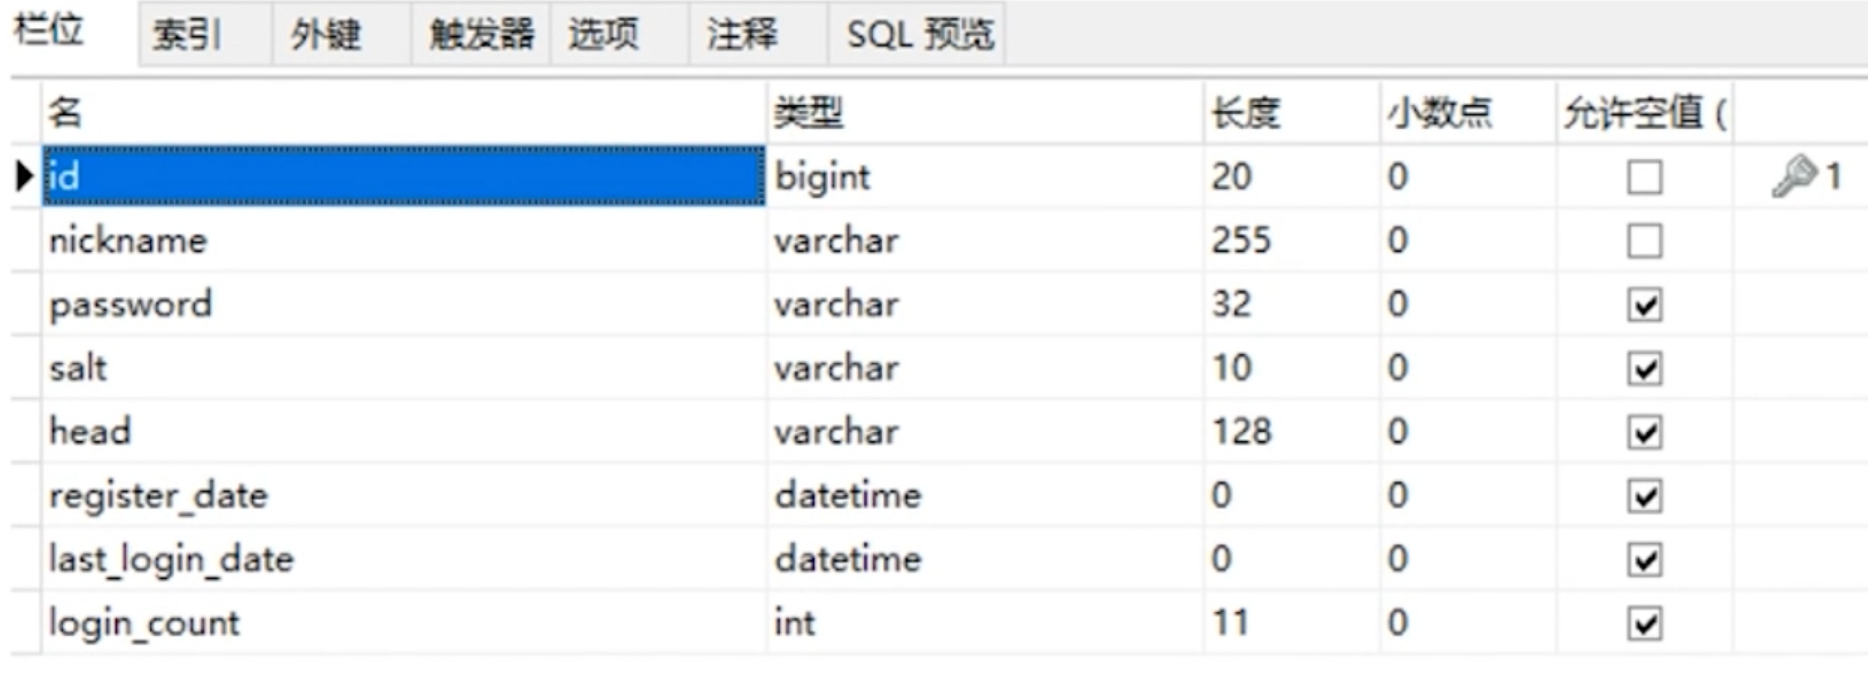 栏位 索引 外键 触发器 选项 注释 SQL 预览
名 类型 长度 小数点 允许空值 (
id bigint 20 0 1
nickname varchar 255 0
password varchar 32 0
salt varchar 10 0
head varchar 128 0
register_date datetime 0 0
last_login_date datetime 0 0
login_count int 11 0